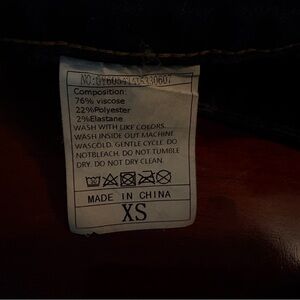 Composition:
76% viscose
22%Polyester
2%Elastane
WASH WITH LIKE COLORS.
WASH INSIDE OUT MACHINE
WASCOLD. GENTLE CYCLE. DO
NOTBLEACH. DO NOT TUMBLE
DRY. DO NOT DRY CLEAN.
MADE IN CHINA
XS